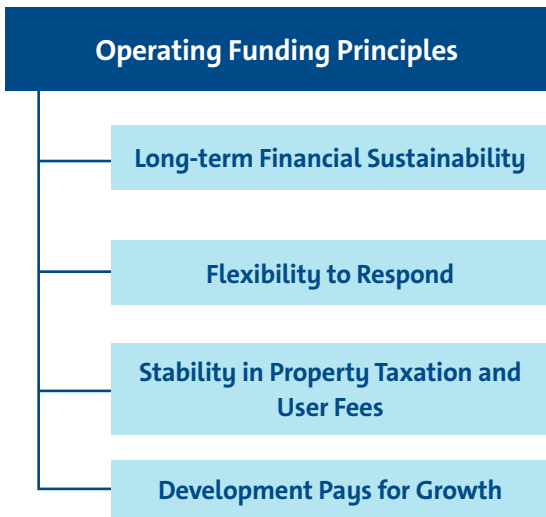 Operating Funding Principles
Long-term Financial Sustainability
Flexibility to Respond
Stability in Property Taxation and
User Fees
Development Pays for Growth